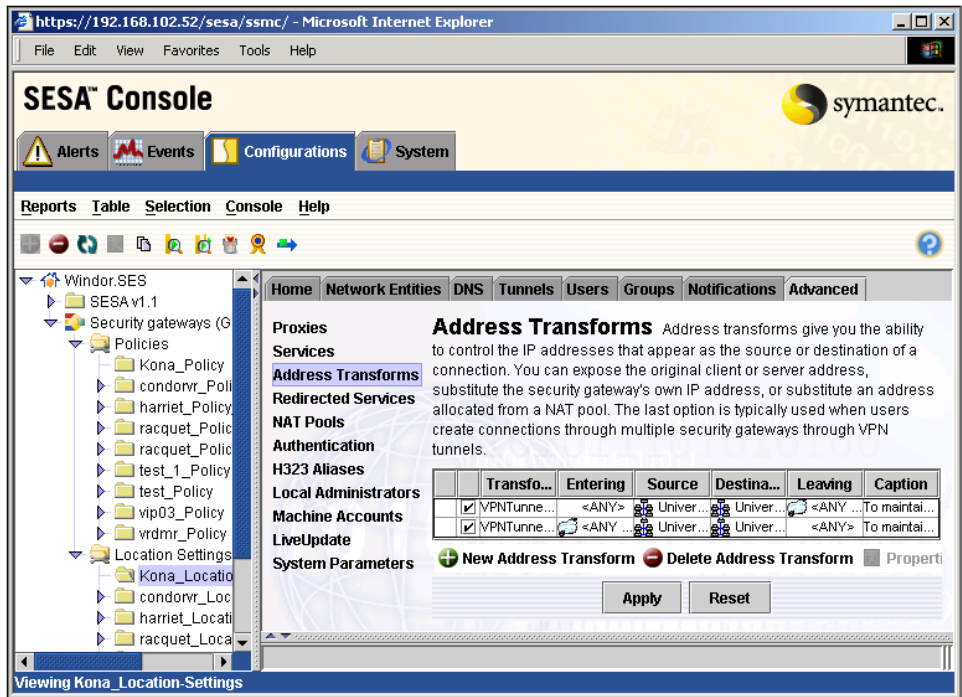 https://192.168.102.52/sesa/ssmc/ - Microsoft Internet Explorer
File Edit View Favorites Tools Help
SESA™ Console
symantec.
Alerts Events Configurations System
Reports Table Selection Console Help
Windor.SES
SESA v1.1
Security gateways (G
Policies
Kona_Policy
condorvr_Poli
harriet_Policy
racquet_Polic
racquet_Polic
test_1_Policy
test_Policy
vip03_Policy
vrdmr_Policy
Location Settings
Kona_Locatio
condorvr_Loc
harriet_Locati
racquet_Loca
Home Network Entities DNS Tunnels Users Groups Notifications Advanced
Proxies
Services
Address Transforms
Redirected Services
NAT Pools
Authentication
H323 Aliases
Local Administrators
Machine Accounts
LiveUpdate
System Parameters
Address Transforms Address transforms give you the ability
to control the IP addresses that appear as the source or destination of a
connection. You can expose the original client or server address,
substitute the security gateway's own IP address, or substitute an address
allocated from a NAT pool. The last option is typically used when users
create connections through multiple security gateways through VPN
tunnels.
Transfo... Entering Source Destina... Leaving Caption
VPNTunne... <ANY> Univer... Univer... <ANY ... To maintai...
VPNTunne... <ANY ... Univer... Univer... <ANY> To maintai...
New Address Transform Delete Address Transform Properti
Apply Reset
Viewing Kona_Location-Settings